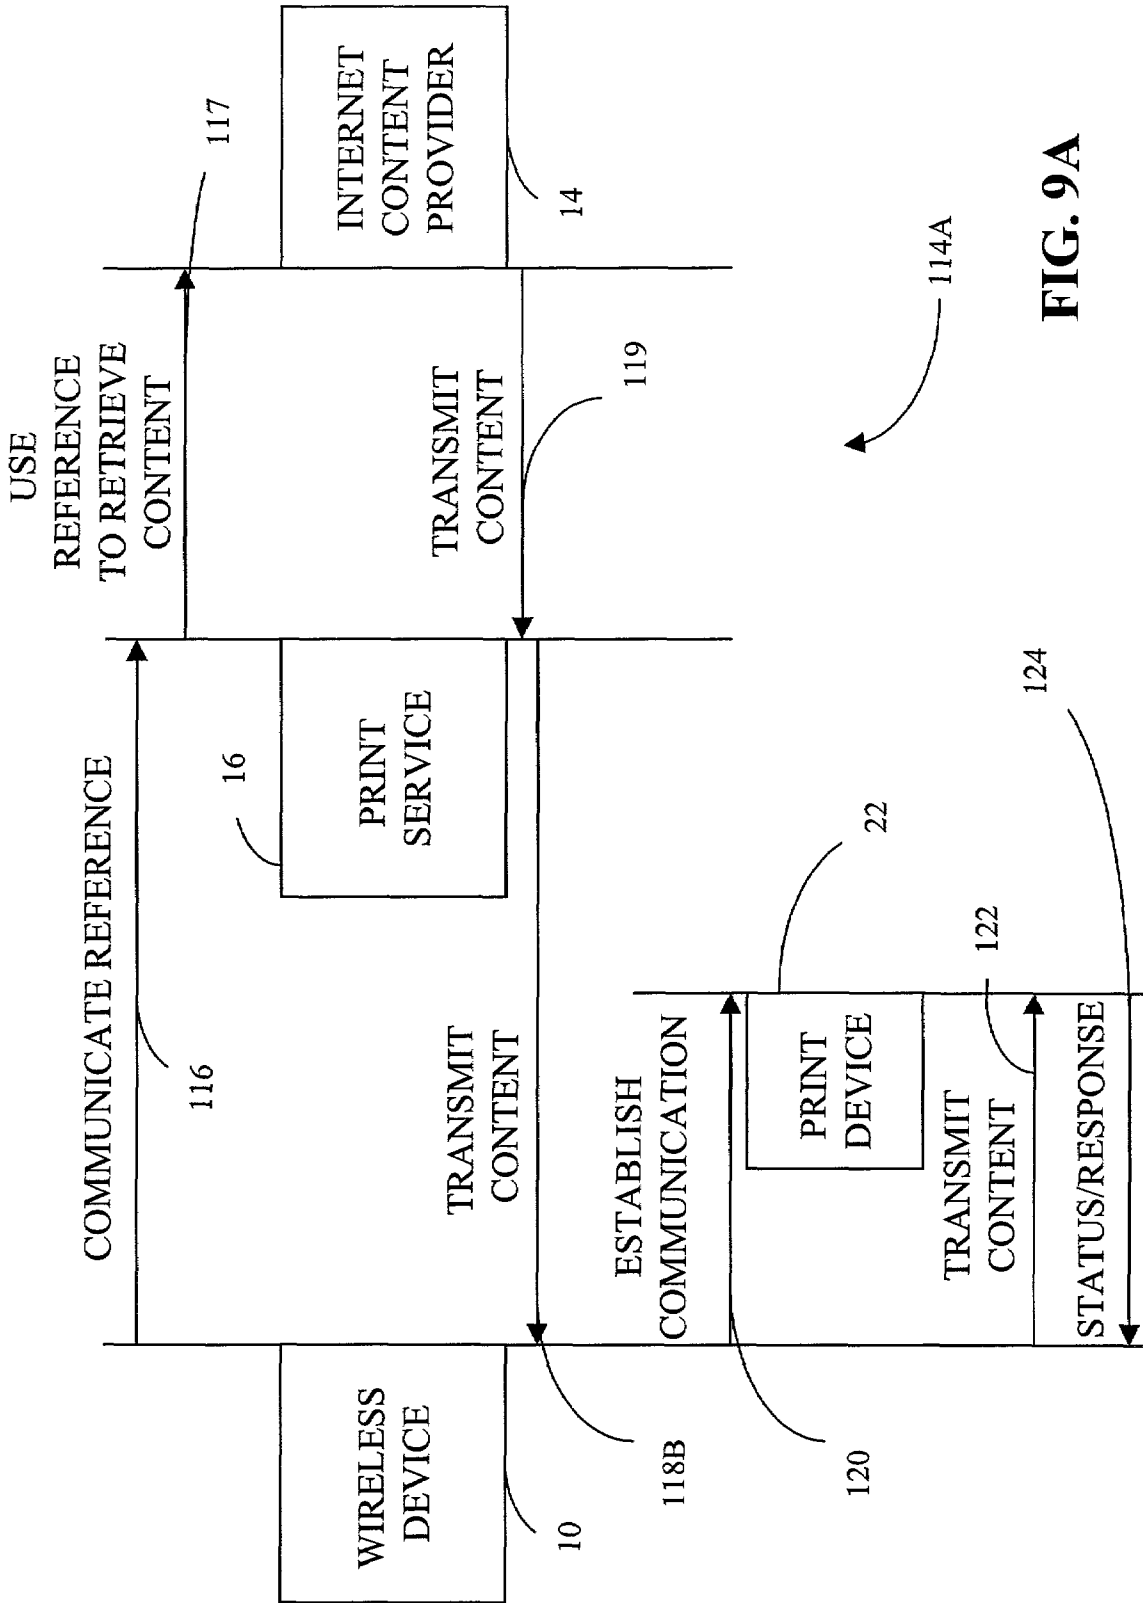 USE
REFERENCE
TO RETRIEVE
CONTENT
117
COMMUNICATE REFERENCE
116
INTERNET
CONTENT
PROVIDER
14
16
PRINT
SERVICE
WIRELESS
DEVICE
10
TRANSMIT
CONTENT
119
TRANSMIT
CONTENT
118B
ESTABLISH
COMMUNICATION
120
PRINT
DEVICE
22
TRANSMIT
CONTENT
122
STATUS/RESPONSE
124
114A
FIG. 9A